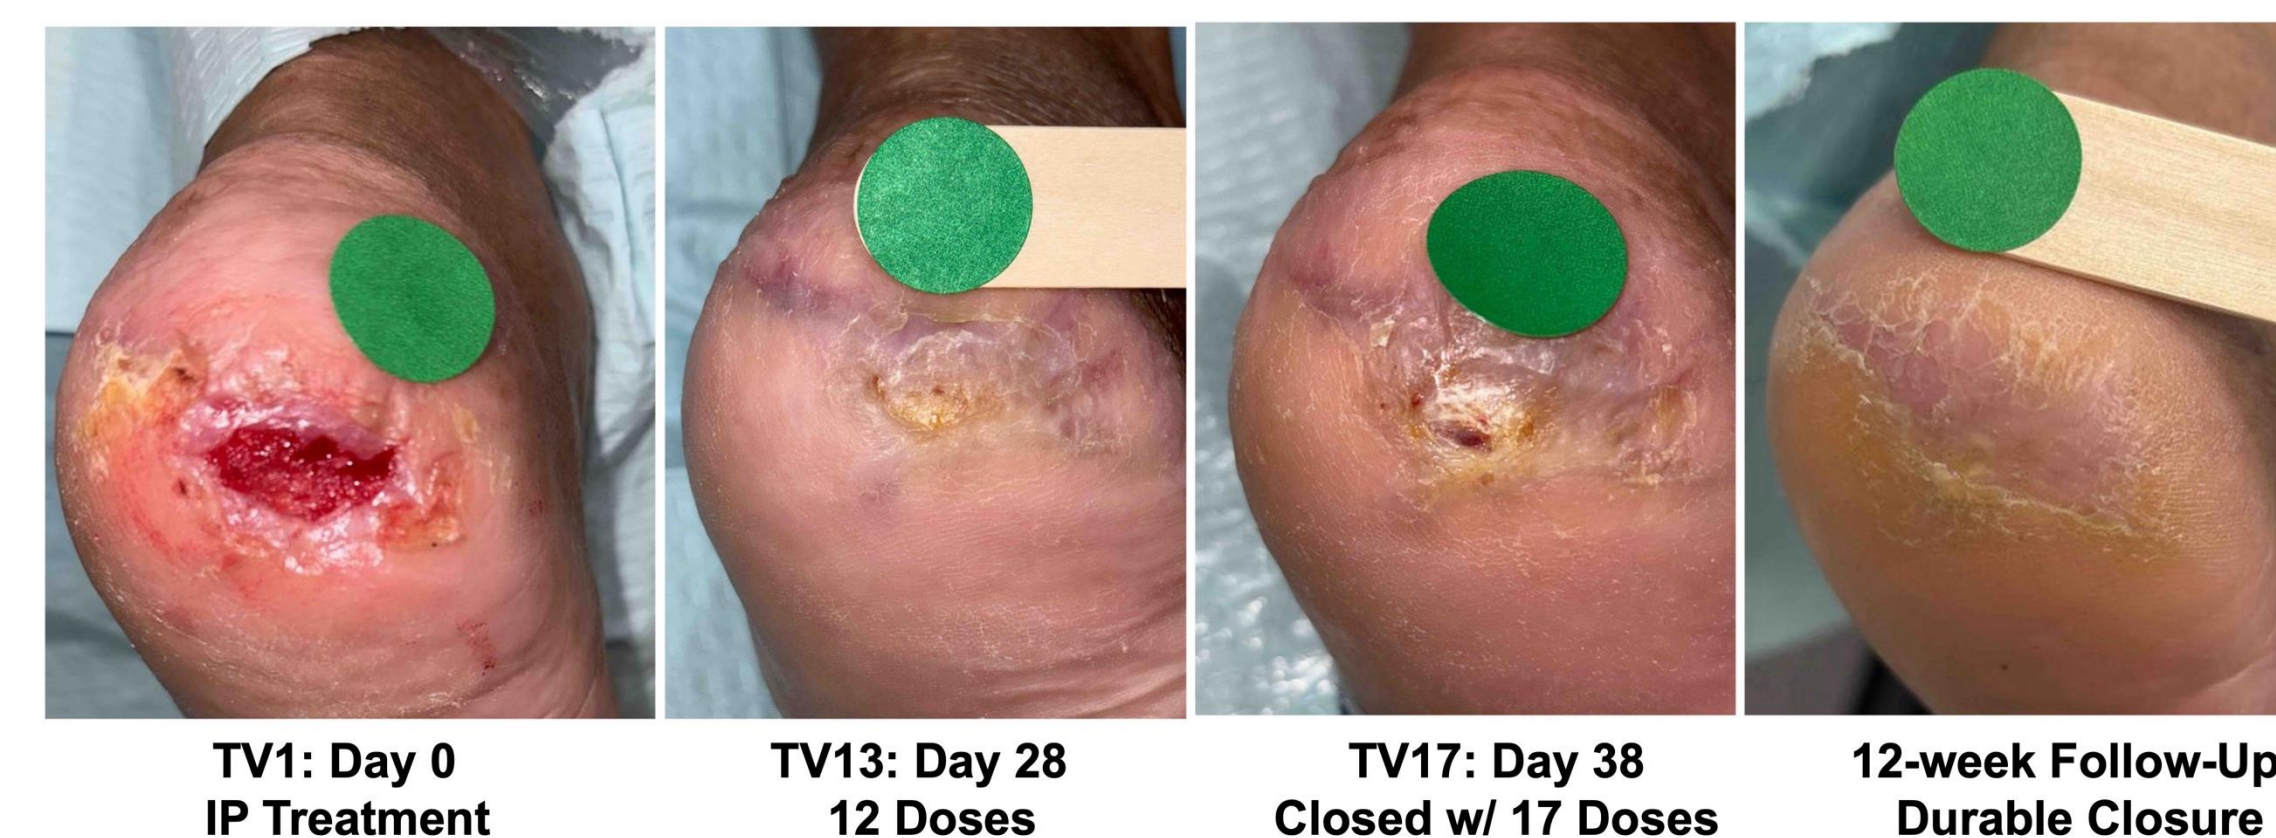 TV1: Day 0
IP Treatment
TV13: Day 28
12 Doses
TV17: Day 38
Closed w/ 17 Doses
12-week Follow-Up
Durable Closure